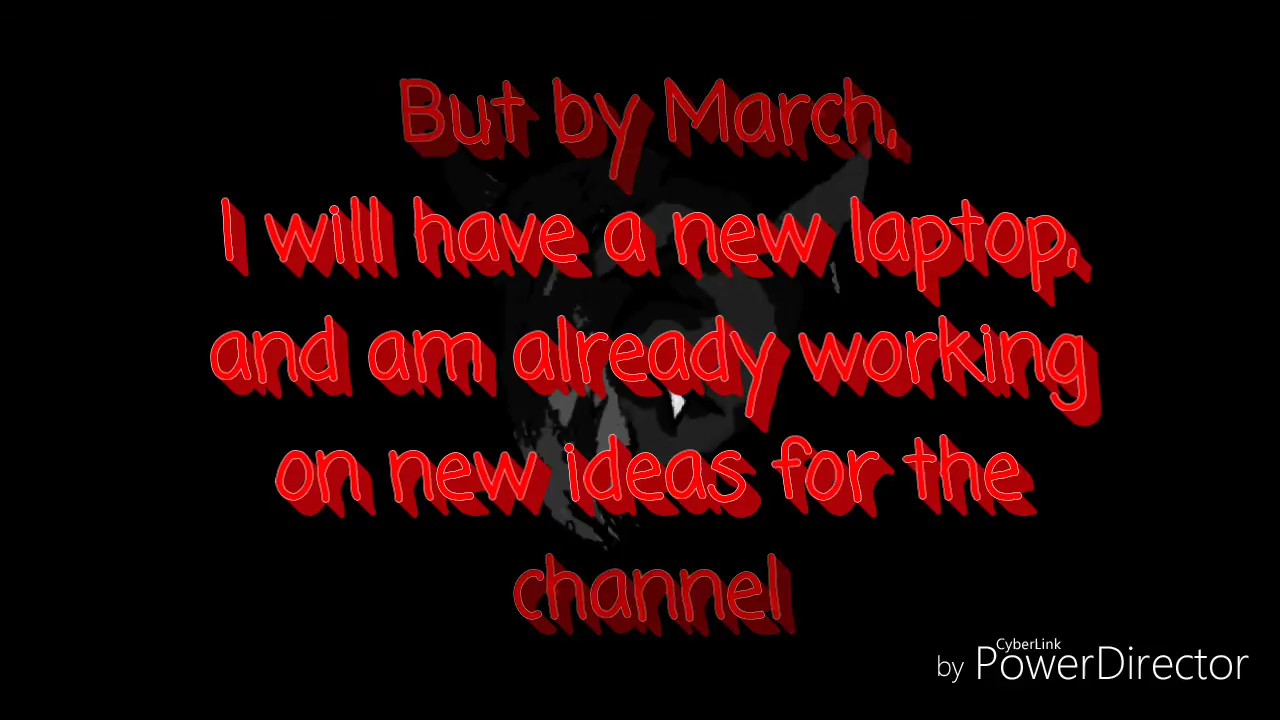 But by March,
I will have a new laptop,
and am already working
on new ideas for the
channel
CyberLink
by PowerDirector